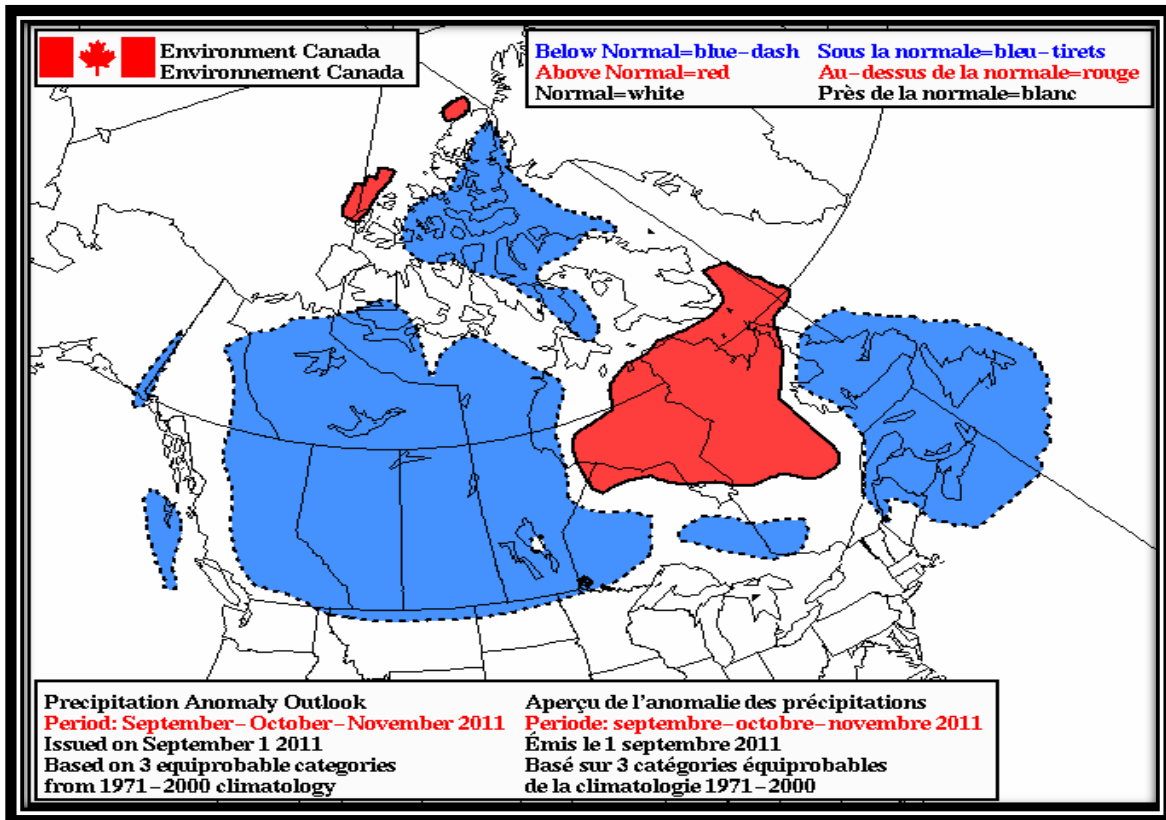 Environment Canada
Environnement Canada
Below Normal=blue-dash
Above Normal=red
Normal=white
Sous la normale=bleu-tirets
Au-dessus de la normale=rouge
Près de la normale=blanc
Precipitation Anomaly Outlook
Period: September-October-November 2011
Issued on September 1 2011
Based on 3 equiprobable categories
from 1971-2000 climatology
Aperçu de l'anomalie des précipitations
Periode: septembre-octobre-novembre 2011
Émis le 1 septembre 2011
Basé sur 3 catégories équiprobables
de la climatologie 1971-2000